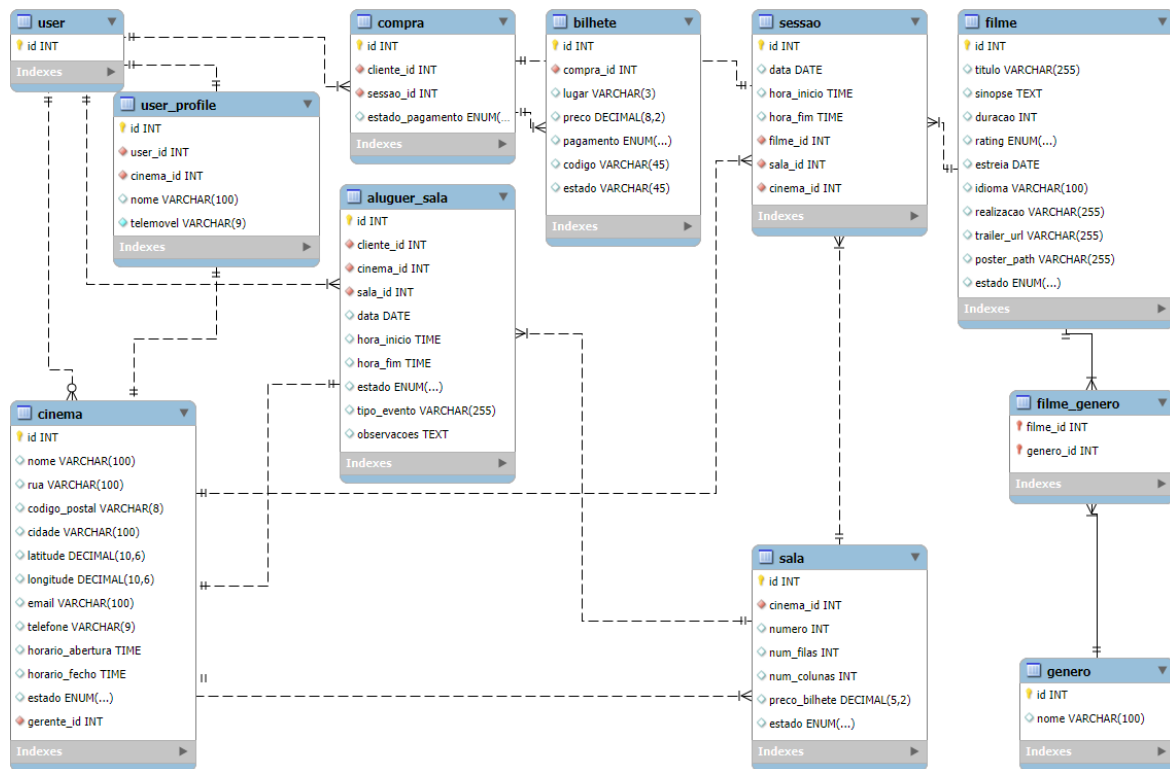 user
id INT
Indexes
user_profile
id INT
user_id INT
cinema_id INT
nome VARCHAR(100)
telemovel VARCHAR(9)
Indexes
compra
id INT
cliente_id INT
sessao_id INT
estado_pagamento ENUM(...
Indexes
bilhete
id INT
compra_id INT
lugar VARCHAR(3)
preco DECIMAL(8,2)
pagamento ENUM(...)
codigo VARCHAR(45)
estado VARCHAR(45)
Indexes
sessao
id INT
data DATE
hora_inicio TIME
hora_fim TIME
filme_id INT
sala_id INT
cinema_id INT
Indexes
filme
id INT
titulo VARCHAR(255)
sinopse TEXT
duracao INT
rating ENUM(...)
estreia DATE
idioma VARCHAR(100)
realizacao VARCHAR(255)
trailer_url VARCHAR(255)
poster_path VARCHAR(255)
estado ENUM(...)
Indexes
aluguer_sala
id INT
cliente_id INT
cinema_id INT
sala_id INT
data DATE
hora_inicio TIME
hora_fim TIME
estado ENUM(...)
tipo_evento VARCHAR(255)
observacoes TEXT
Indexes
cinema
id INT
nome VARCHAR(100)
rua VARCHAR(100)
codigo_postal VARCHAR(8)
cidade VARCHAR(100)
latitude DECIMAL(10,6)
longitude DECIMAL(10,6)
email VARCHAR(100)
telefone VARCHAR(9)
horario_abertura TIME
horario_fecho TIME
estado ENUM(...)
gerente_id INT
Indexes
filme_genero
filme_id INT
genero_id INT
Indexes
sala
id INT
cinema_id INT
numero INT
num_filas INT
num_colunas INT
preco_bilhete DECIMAL(5,2)
estado ENUM(...)
Indexes
genero
id INT
nome VARCHAR(100)
Indexes